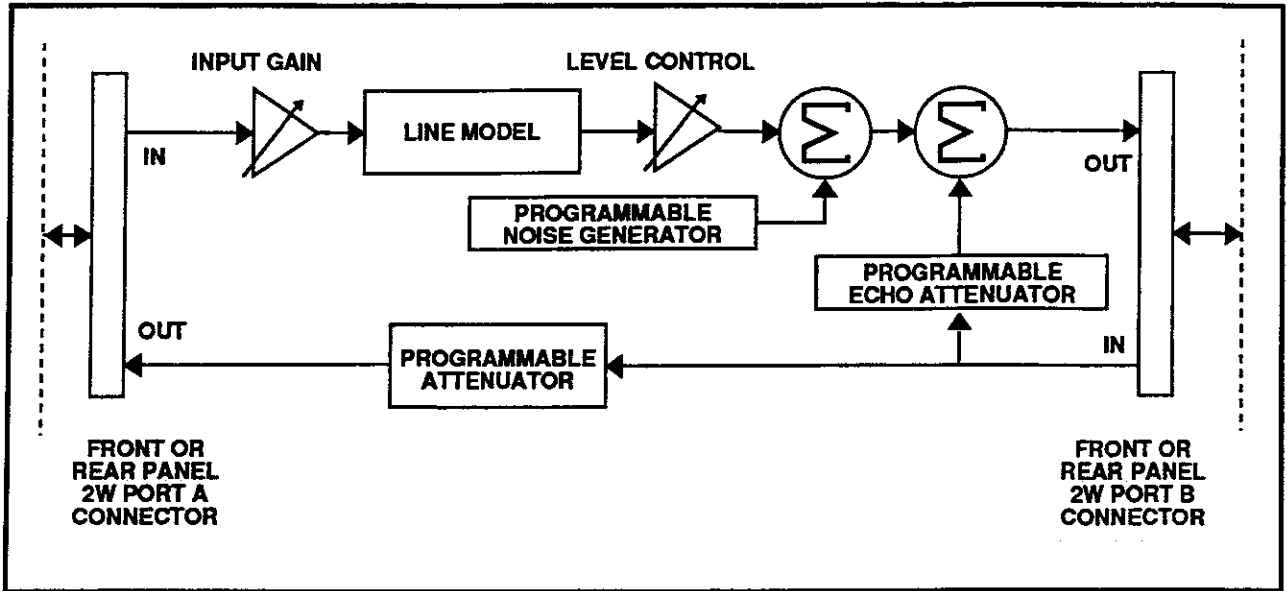 INPUT GAIN
LEVEL CONTROL
LINE MODEL
Σ
Σ
IN
OUT
PROGRAMMABLE
NOISE GENERATOR
PROGRAMMABLE
ECHO ATTENUATOR
OUT
IN
PROGRAMMABLE
ATTENUATOR
FRONT OR
REAR PANEL
2W PORT A
CONNECTOR
FRONT OR
REAR PANEL
2W PORT B
CONNECTOR